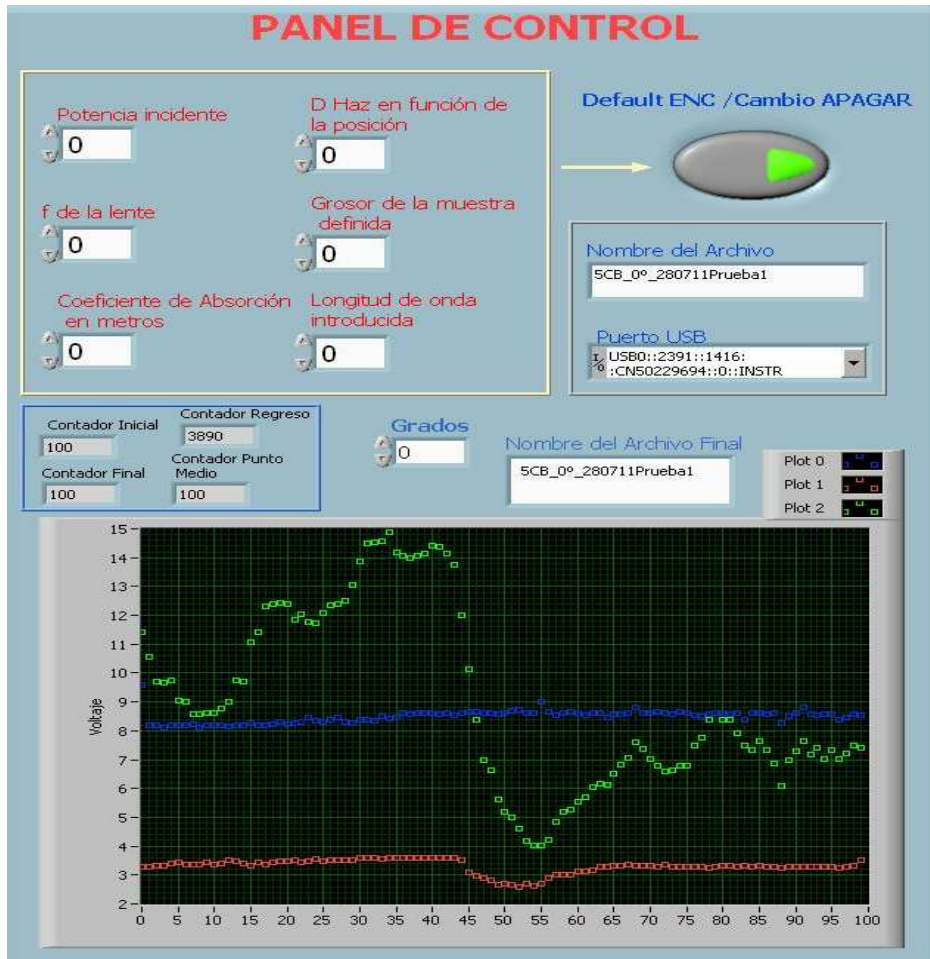 PANEL DE CONTROL
Potencia incidente
0
D Haz en función de
la posición
0
f de la lente
0
Grosor de la muestra
definida
0
Coeficiente de Absorción
en metros
0
Longitud de onda
introducida
0
Default ENC /Cambio APAGAR
Nombre del Archivo
5CB_0º_280711Prueba1
Puerto USB
I/O
USB0::2391::1416:
:CN50229694::0::INSTR
Contador Inicial
100
Contador Regreso
3890
Contador Final
100
Contador Punto
Medio
100
Grados
0
Nombre del Archivo Final
5CB_0º_280711Prueba1
Plot 0
Plot 1
Plot 2
Voltaje
15
14
13
12
11
10
9
8
7
6
5
4
3
2
0 5 10 15 20 25 30 35 40 45 50 55 60 65 70 75 80 85 90 95 100